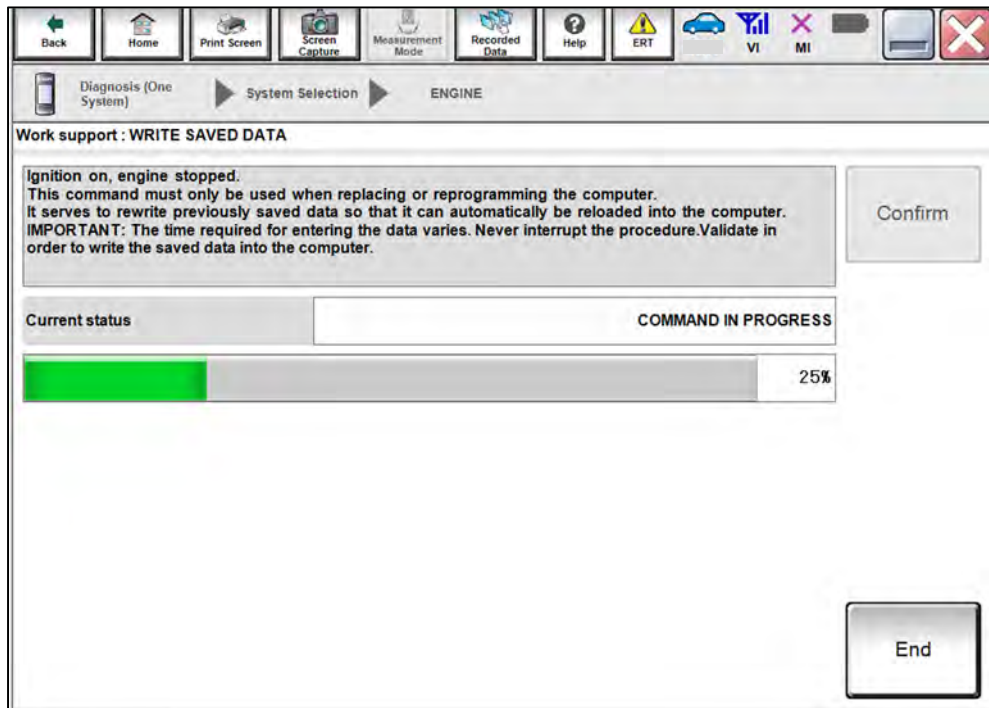 Back
Home
Print Screen
Screen
Capture
Measurement
Mode
Recorded
Data
Help
ERT
VI
MI
Diagnosis (One
System)
System Selection
ENGINE
Work support : WRITE SAVED DATA
Ignition on, engine stopped.
This command must only be used when replacing or reprogramming the computer.
It serves to rewrite previously saved data so that it can automatically be reloaded into the computer.
IMPORTANT: The time required for entering the data varies. Never interrupt the procedure.Validate in
order to write the saved data into the computer.
Confirm
Current status
COMMAND IN PROGRESS
25%
End